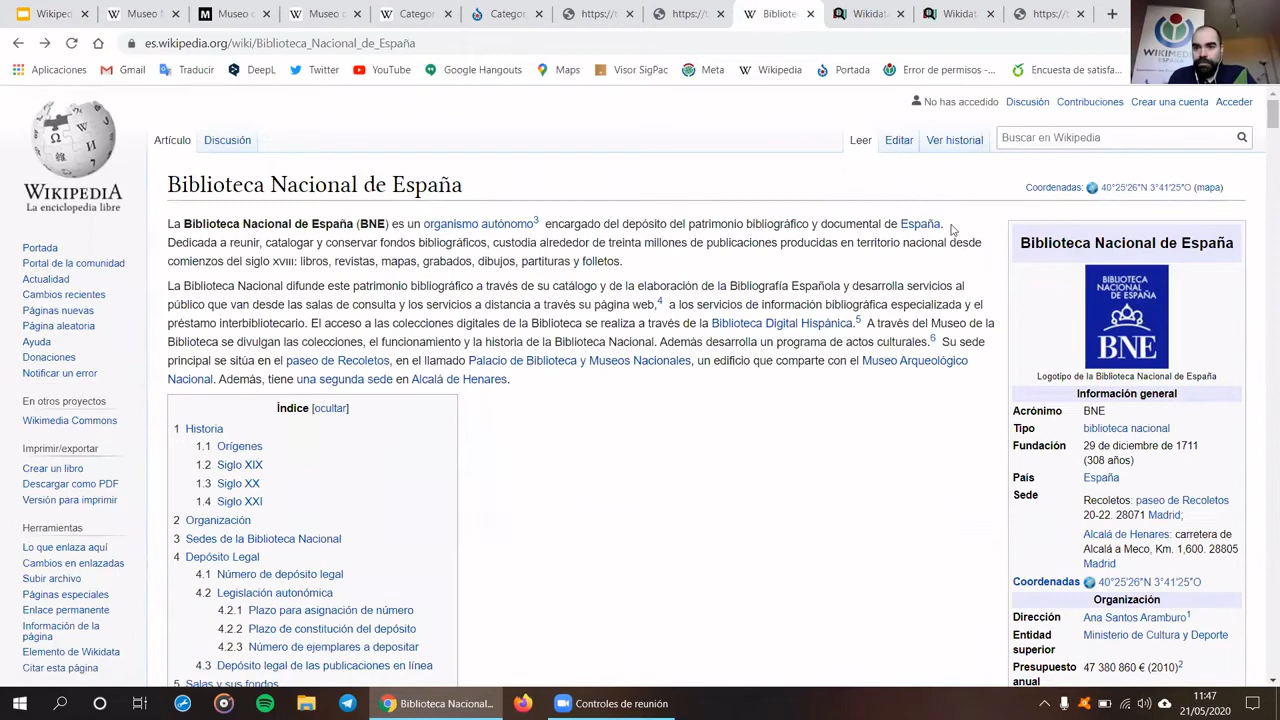 Wikiped
Museo f
Museo c
Museo c
Categor
Categor
https://t
https://t
Bibliote
Wikidat
Wikidat
https://t
es.wikipedia.org/wiki/Biblioteca_Nacional_de_España
Aplicaciones
Gmail
Traducir
DeepL
Twitter
YouTube
Google Hangouts
Maps
Visor SigPac
Meta
Wikipedia
Portada
Error de permisos -...
Encuesta de satisfa...
WIKIMEDIA
ESPAÑA
No has accedido Discusión Contribuciones Crear una cuenta Acceder
WIKIPEDIA
La enciclopedia libre
Artículo Discusión
Leer Editar Ver historial
Buscar en Wikipedia
Biblioteca Nacional de España
Coordenadas: 40°25'26"N 3°41'25"O (mapa)
La Biblioteca Nacional de España (BNE) es un organismo autónomo3 encargado del depósito del patrimonio bibliográfico y documental de España.
Dedicada a reunir, catalogar y conservar fondos bibliográficos, custodia alrededor de treinta millones de publicaciones producidas en territorio nacional desde
comienzos del siglo XVIII: libros, revistas, mapas, grabados, dibujos, partituras y folletos.
La Biblioteca Nacional difunde este patrimonio bibliográfico a través de su catálogo y de la elaboración de la Bibliografía Española y desarrolla servicios al
público que van desde las salas de consulta y los servicios a distancia a través su página web,4 a los servicios de información bibliográfica especializada y el
préstamo interbibliotecario. El acceso a las colecciones digitales de la Biblioteca se realiza a través de la Biblioteca Digital Hispánica.5 A través del Museo de la
Biblioteca se divulgan las colecciones, el funcionamiento y la historia de la Biblioteca Nacional. Además desarrolla un programa de actos culturales.6 Su sede
principal se sitúa en el paseo de Recoletos, en el llamado Palacio de Biblioteca y Museos Nacionales, un edificio que comparte con el Museo Arqueológico
Nacional. Además, tiene una segunda sede en Alcalá de Henares.
Portada
Portal de la comunidad
Actualidad
Cambios recientes
Páginas nuevas
Página aleatoria
Ayuda
Donaciones
Notificar un error
En otros proyectos
Wikimedia Commons
Imprimir/exportar
Crear un libro
Descargar como PDF
Versión para imprimir
Herramientas
Lo que enlaza aquí
Cambios en enlazadas
Subir archivo
Páginas especiales
Enlace permanente
Información de la
página
Elemento de Wikidata
Citar esta página
Índice [ocultar]
1 Historia
1.1 Orígenes
1.2 Siglo XIX
1.3 Siglo XX
1.4 Siglo XXI
2 Organización
3 Sedes de la Biblioteca Nacional
4 Depósito Legal
4.1 Número de depósito legal
4.2 Legislación autonómica
4.2.1 Plazo para asignación de número
4.2.2 Plazo de constitución del depósito
4.2.3 Número de ejemplares a depositar
4.3 Depósito legal de las publicaciones en línea
5 Salas y sus fondos
Biblioteca Nacional de España
BIBLIOTECA
NACIONAL
DE ESPAÑA
BNE
Logotipo de la Biblioteca Nacional de España
Información general
Acrónimo BNE
Tipo biblioteca nacional
Fundación 29 de diciembre de 1711
(308 años)
País España
Sede Recoletos: paseo de Recoletos
20-22. 28071 Madrid;
Alcalá de Henares: carretera de
Alcalá a Meco, Km. 1,600. 28805
Madrid
Coordenadas 40°25'26"N 3°41'25"O
Organización
Dirección Ana Santos Aramburo1
Entidad Ministerio de Cultura y Deporte
superior
Presupuesto 47 380 860 € (2010)2
anual
Biblioteca Nacional...
Controles de reunión
11:47
21/05/2020